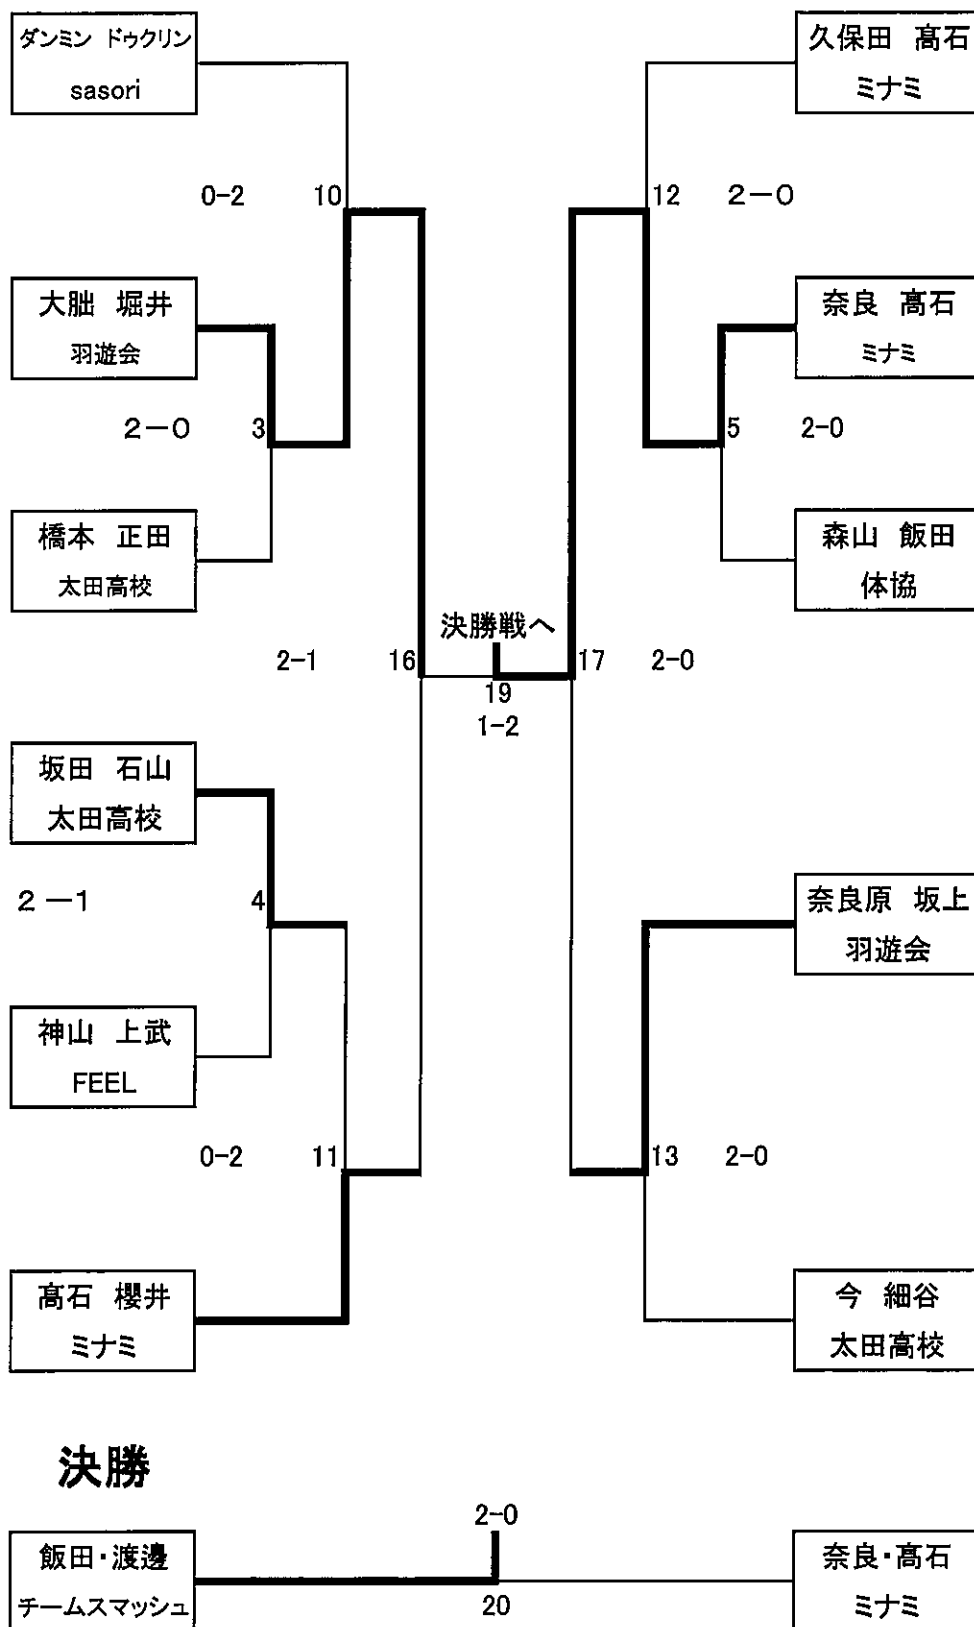 ダンミン ドゥクリン
sasori
久保田 髙石
ミナミ
0-2
10
12
2-0
大朏 堀井
羽遊会
奈良 髙石
ミナミ
2-0
3
5
2-0
橋本 正田
太田高校
森山 飯田
体協
決勝戦へ
2-1
16
17
2-0
19
1-2
坂田 石山
太田高校
2-1
4
奈良原 坂上
羽遊会
神山 上武
FEEL
0-2
11
13
2-0
髙石 櫻井
ミナミ
今 細谷
太田高校
決勝
2-0
飯田・渡邊
チームスマッシュ
奈良・髙石
ミナミ
20